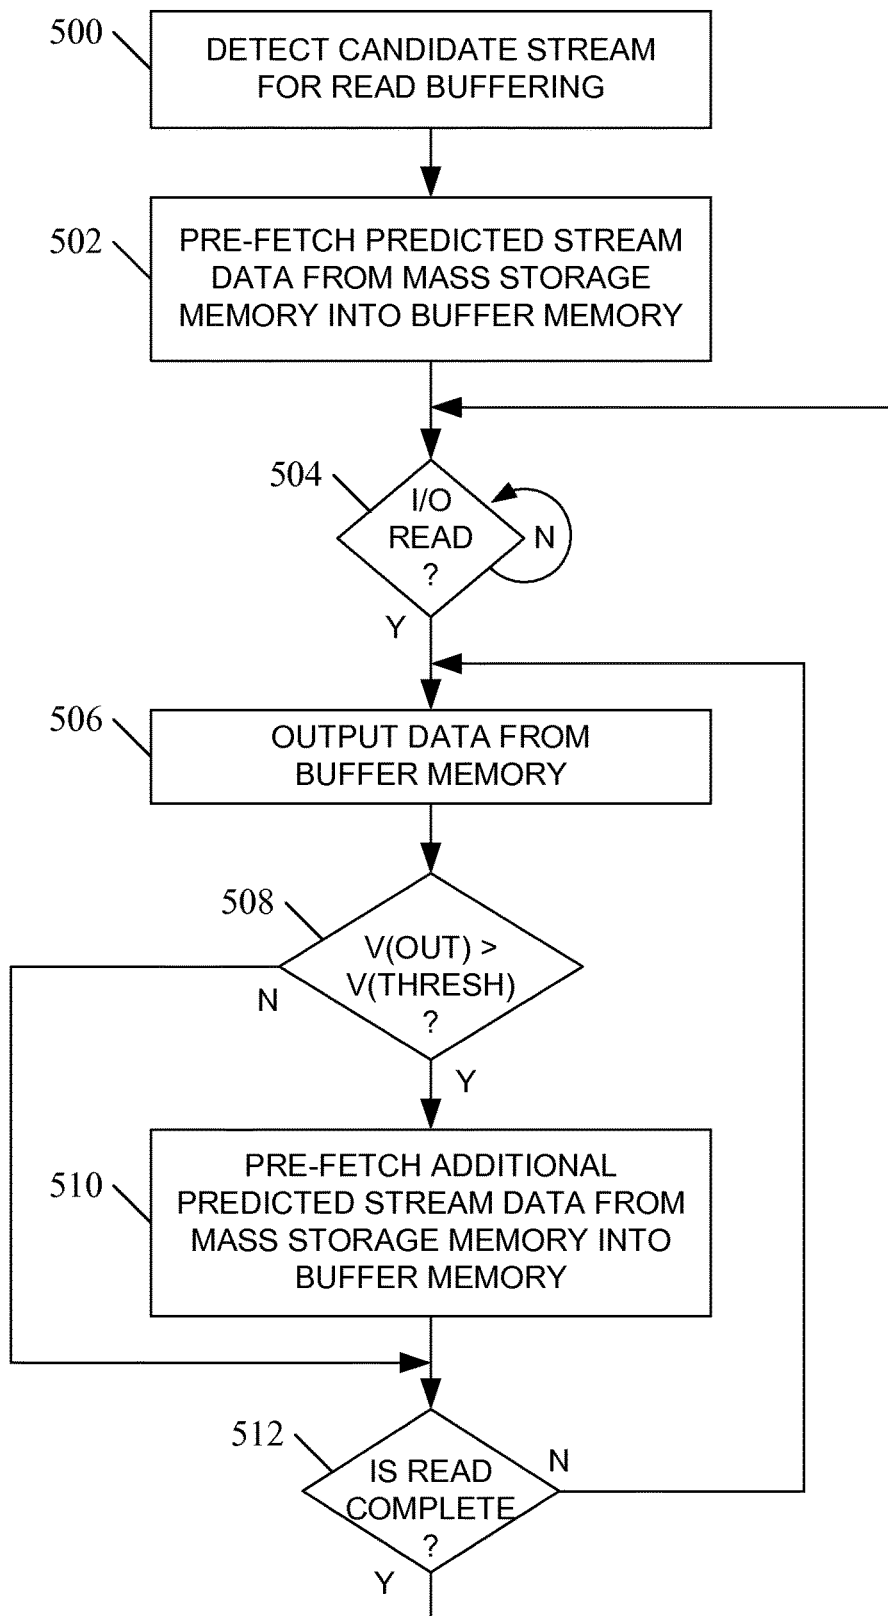 500
DETECT CANDIDATE STREAM
FOR READ BUFFERING
502
PRE-FETCH PREDICTED STREAM
DATA FROM MASS STORAGE
MEMORY INTO BUFFER MEMORY
504
I/O
READ
?
N
Y
506
OUTPUT DATA FROM
BUFFER MEMORY
508
V(OUT) >
V(THRESH)
?
N
Y
510
PRE-FETCH ADDITIONAL
PREDICTED STREAM DATA FROM
MASS STORAGE MEMORY INTO
BUFFER MEMORY
512
IS READ
COMPLETE
?
N
Y